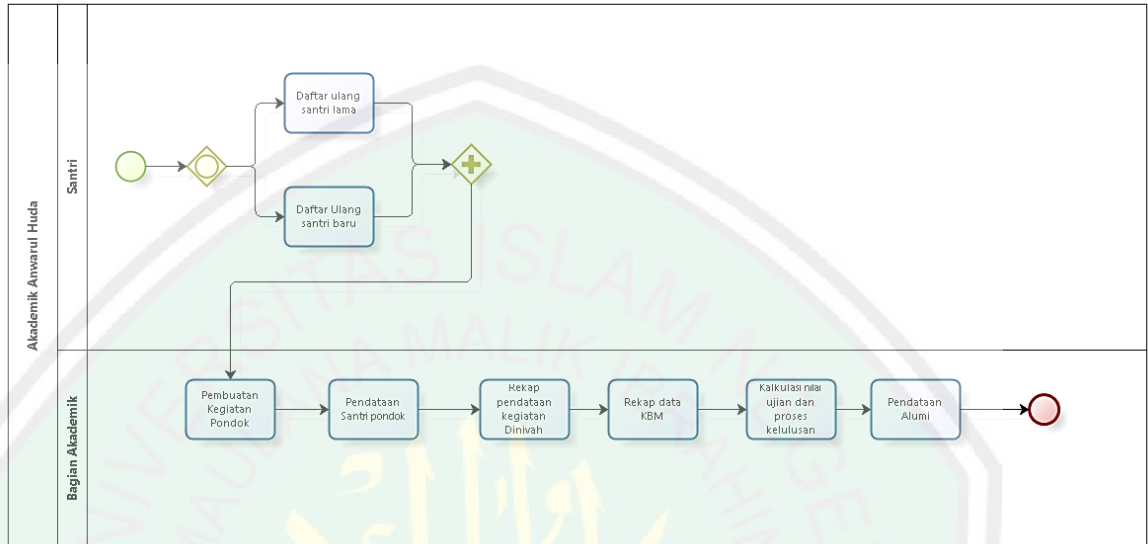 Akademik Anwarul Huda
Santri
Daftar ulang
santri lama
Daftar Ulang
santri baru
Bagian Akademik
Pembuatan
Kegiatan
Pondok
Pendataan
Santri pondok
Rekap
pendataan
kegiatan
Diniyah
Rekap data
KBM
Kalkulasi nilai
ujian dan
proses
kelulusan
Pendataan
Alumi